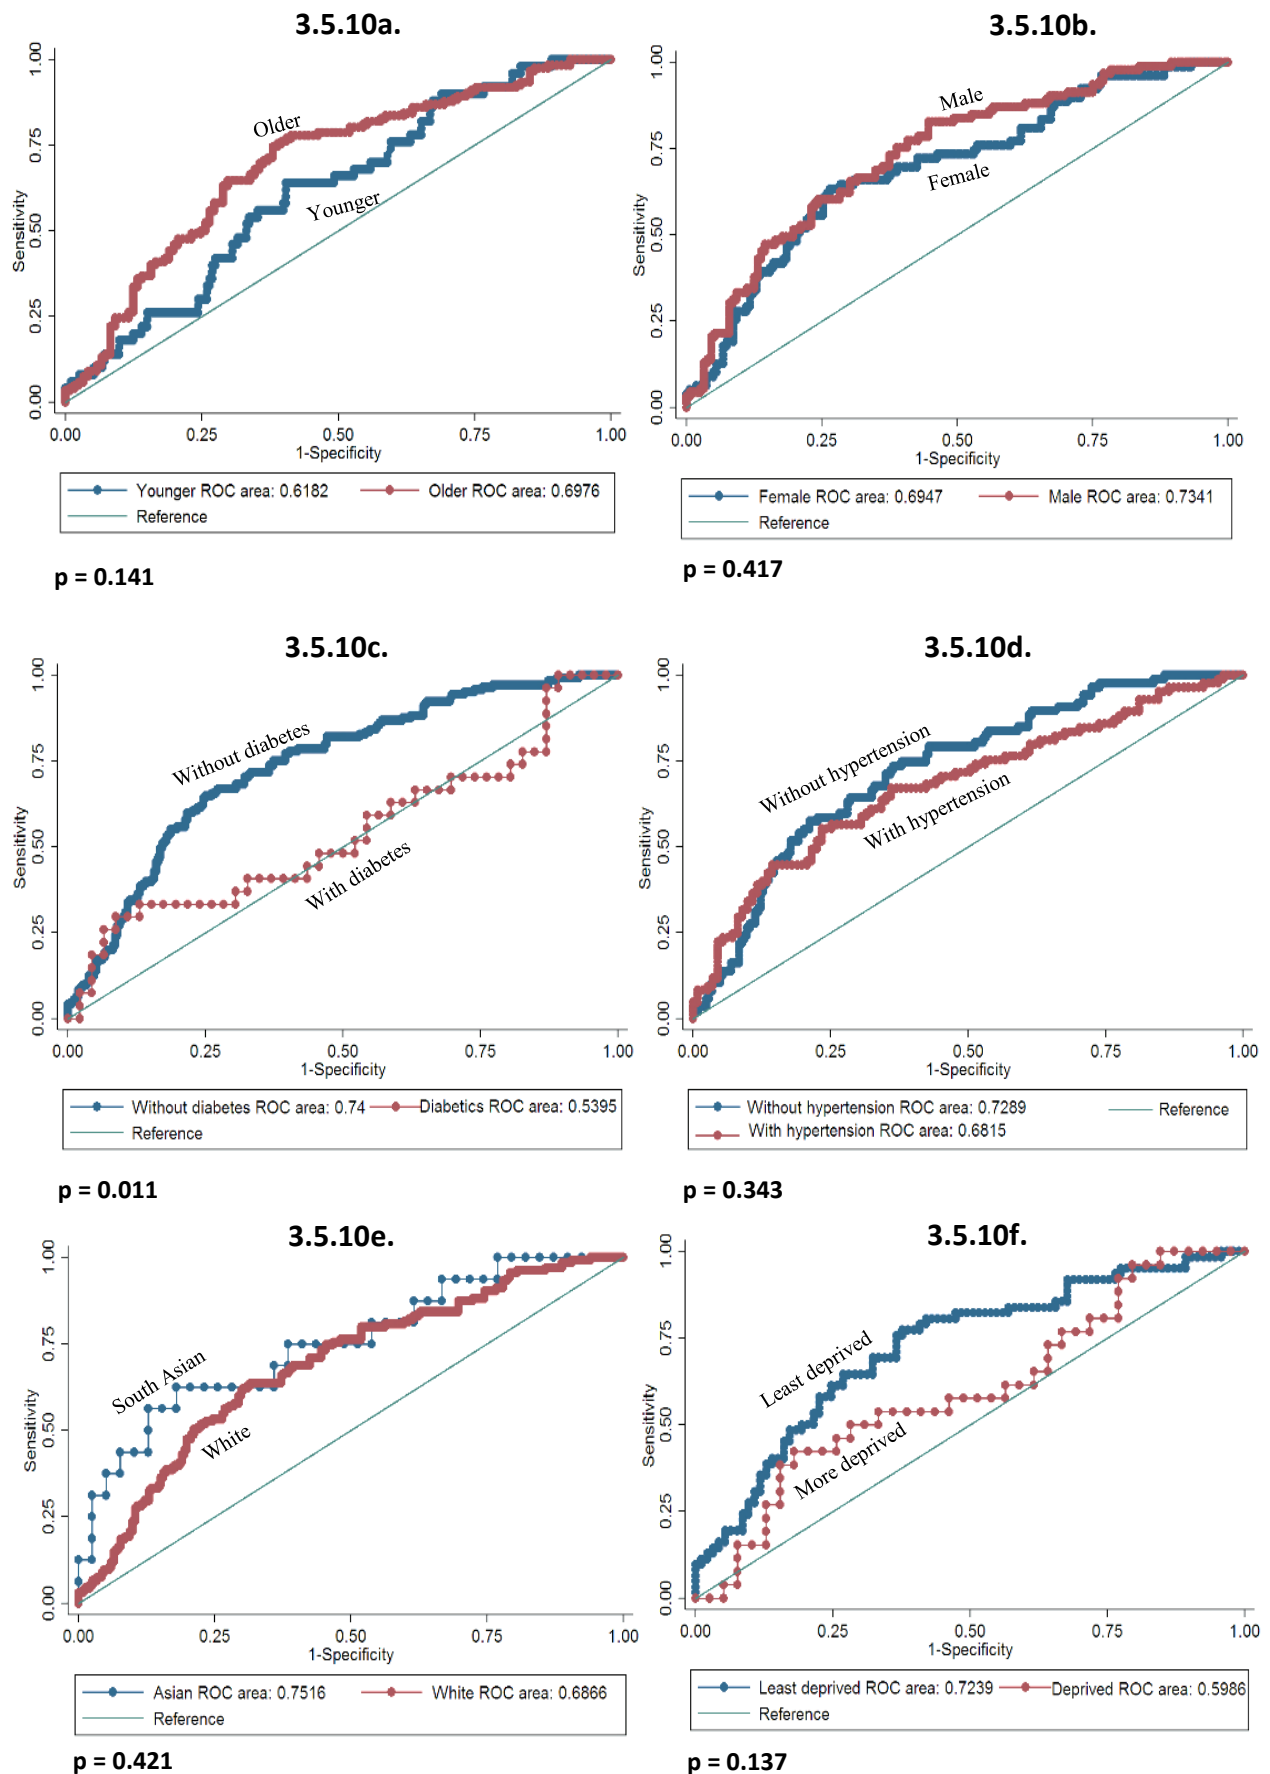 3.5.10a.
1.00
0.75
0.50
0.25
0.00
Sensitivity
Older
Younger
0.00 0.25 0.50 0.75 1.00
1-Specificity
Younger ROC area: 0.6182 Older ROC area: 0.6976
Reference
p = 0.141
3.5.10b.
1.00
0.75
0.50
0.25
0.00
Sensitivity
Male
Female
0.00 0.25 0.50 0.75 1.00
1-Specificity
Female ROC area: 0.6947 Male ROC area: 0.7341
Reference
p = 0.417
3.5.10c.
1.00
0.75
0.50
0.25
0.00
Sensitivity
Without diabetes
With diabetes
0.00 0.25 0.50 0.75 1.00
1-Specificity
Without diabetes ROC area: 0.74 Diabetics ROC area: 0.5395
Reference
p = 0.011
3.5.10d.
1.00
0.75
0.50
0.25
0.00
Sensitivity
Without hypertension
With hypertension
0.00 0.25 0.50 0.75 1.00
1-Specificity
Without hypertension ROC area: 0.7289 Reference
With hypertension ROC area: 0.6815
p = 0.343
3.5.10e.
1.00
0.75
0.50
0.25
0.00
Sensitivity
South Asian
White
0.00 0.25 0.50 0.75 1.00
1-Specificity
Asian ROC area: 0.7516 White ROC area: 0.6866
Reference
p = 0.421
3.5.10f.
1.00
0.75
0.50
0.25
0.00
Sensitivity
Least deprived
More deprived
0.00 0.25 0.50 0.75 1.00
1-Specificity
Least deprived ROC area: 0.7239 Deprived ROC area: 0.5986
Reference
p = 0.137